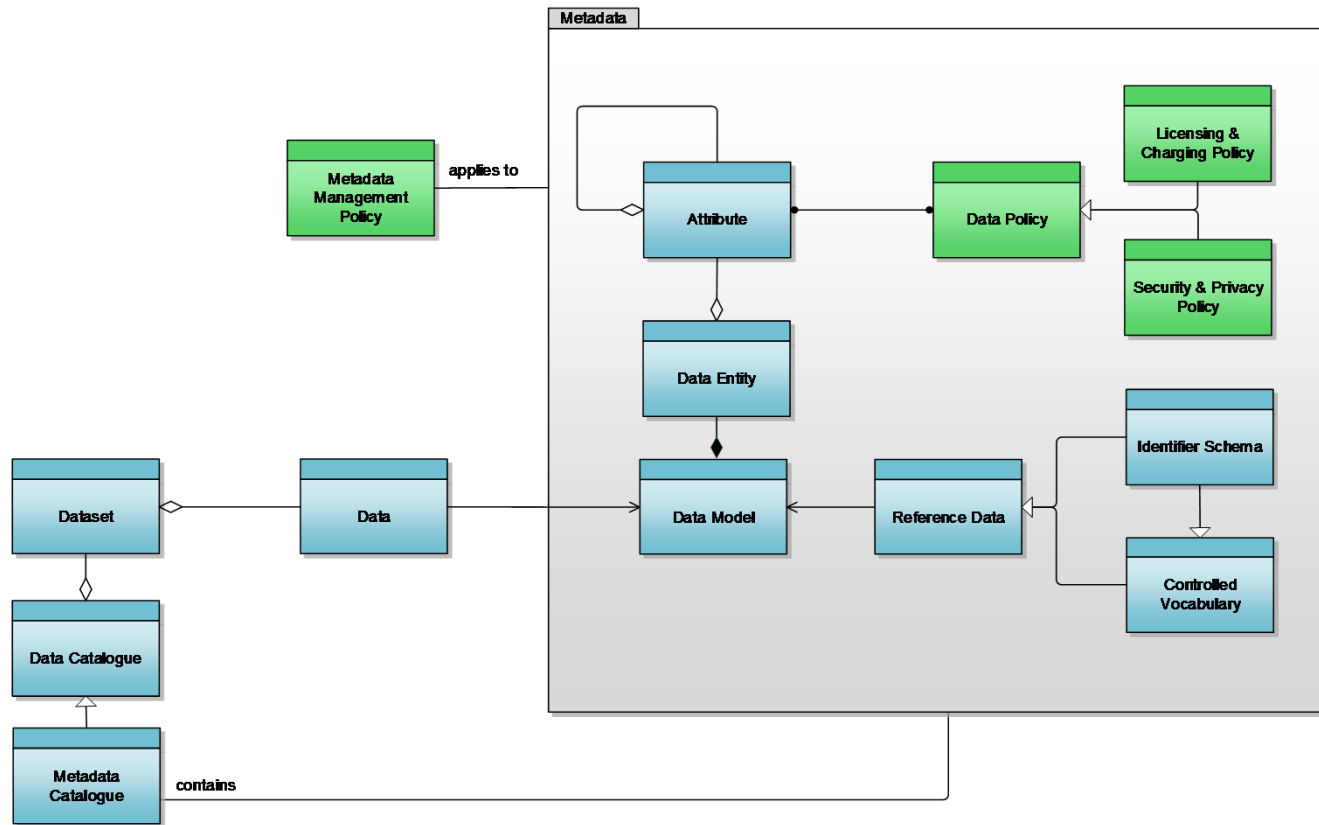 Metadata
Licensing &
Charging Policy
applies to
Metadata
Management
Policy
Attribute
Data Policy
Security & Privacy
Policy
Data Entity
Identifier Schema
Dataset
Data
Data Model
Reference Data
Controlled
Vocabulary
Data Catalogue
Metadata
Catalogue
contains